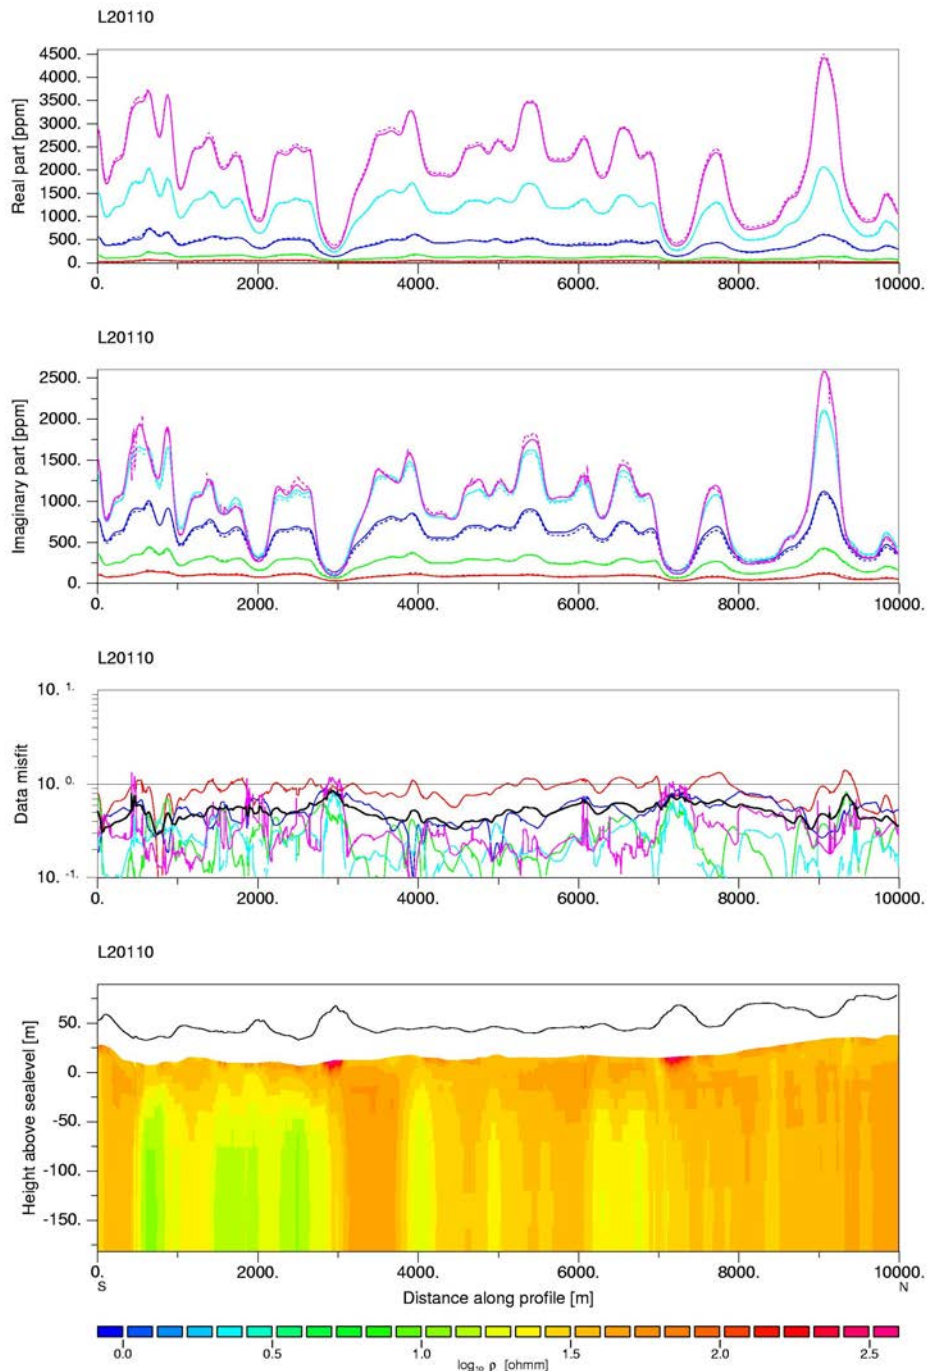 L20110
Real part [ppm]
4500.
4000.
3500.
3000.
2500.
2000.
1500.
1000.
500.
0.
0. 2000. 4000. 6000. 8000. 10000.
L20110
Imaginary part [ppm]
2500.
2000.
1500.
1000.
500.
0.
0. 2000. 4000. 6000. 8000. 10000.
L20110
Data misfit
10. 1.
10. 0.
10. -1.
0. 2000. 4000. 6000. 8000. 10000.
L20110
Height above sealevel [m]
50.
0.
-50.
-100.
-150.
0. 2000. 4000. 6000. 8000. 10000.
S N
Distance along profile [m]
0.0 0.5 1.0 1.5 2.0 2.5
log₁₀ ρ [ohmm]